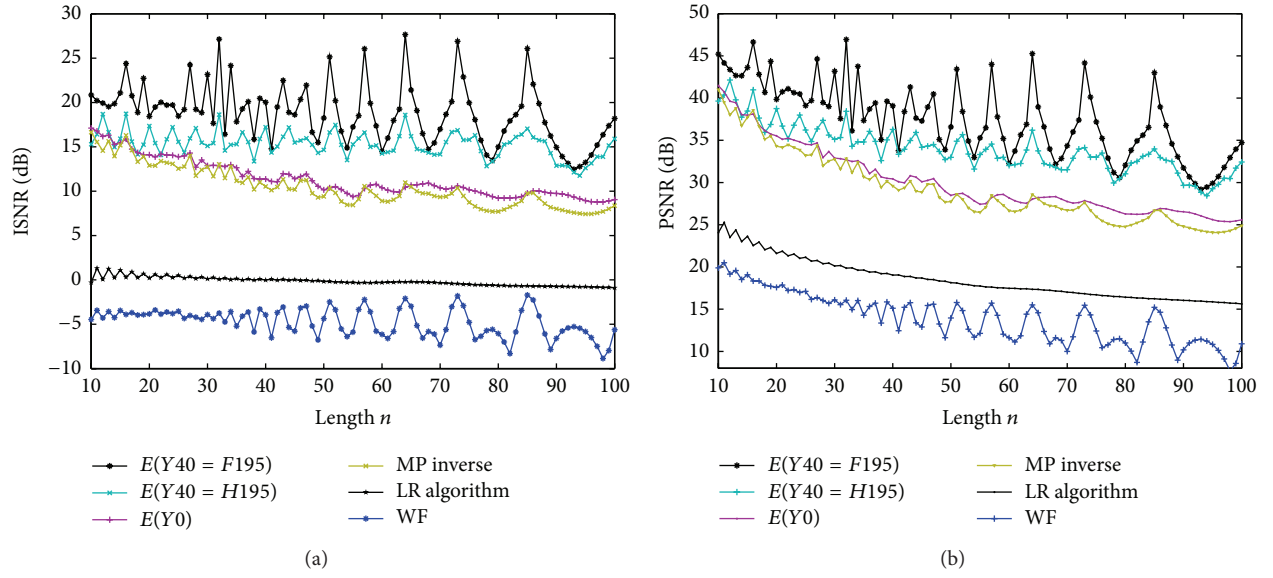 30
25
20
15
10
5
0
−5
−10
ISNR (dB)
10 20 30 40 50 60 70 80 90 100
Length n
E(Y40 = F195)
E(Y40 = H195)
E(Y0)
MP inverse
LR algorithm
WF
(a)
50
45
40
35
30
25
20
15
10
PSNR (dB)
10 20 30 40 50 60 70 80 90 100
Length n
E(Y40 = F195)
E(Y40 = H195)
E(Y0)
MP inverse
LR algorithm
WF
(b)